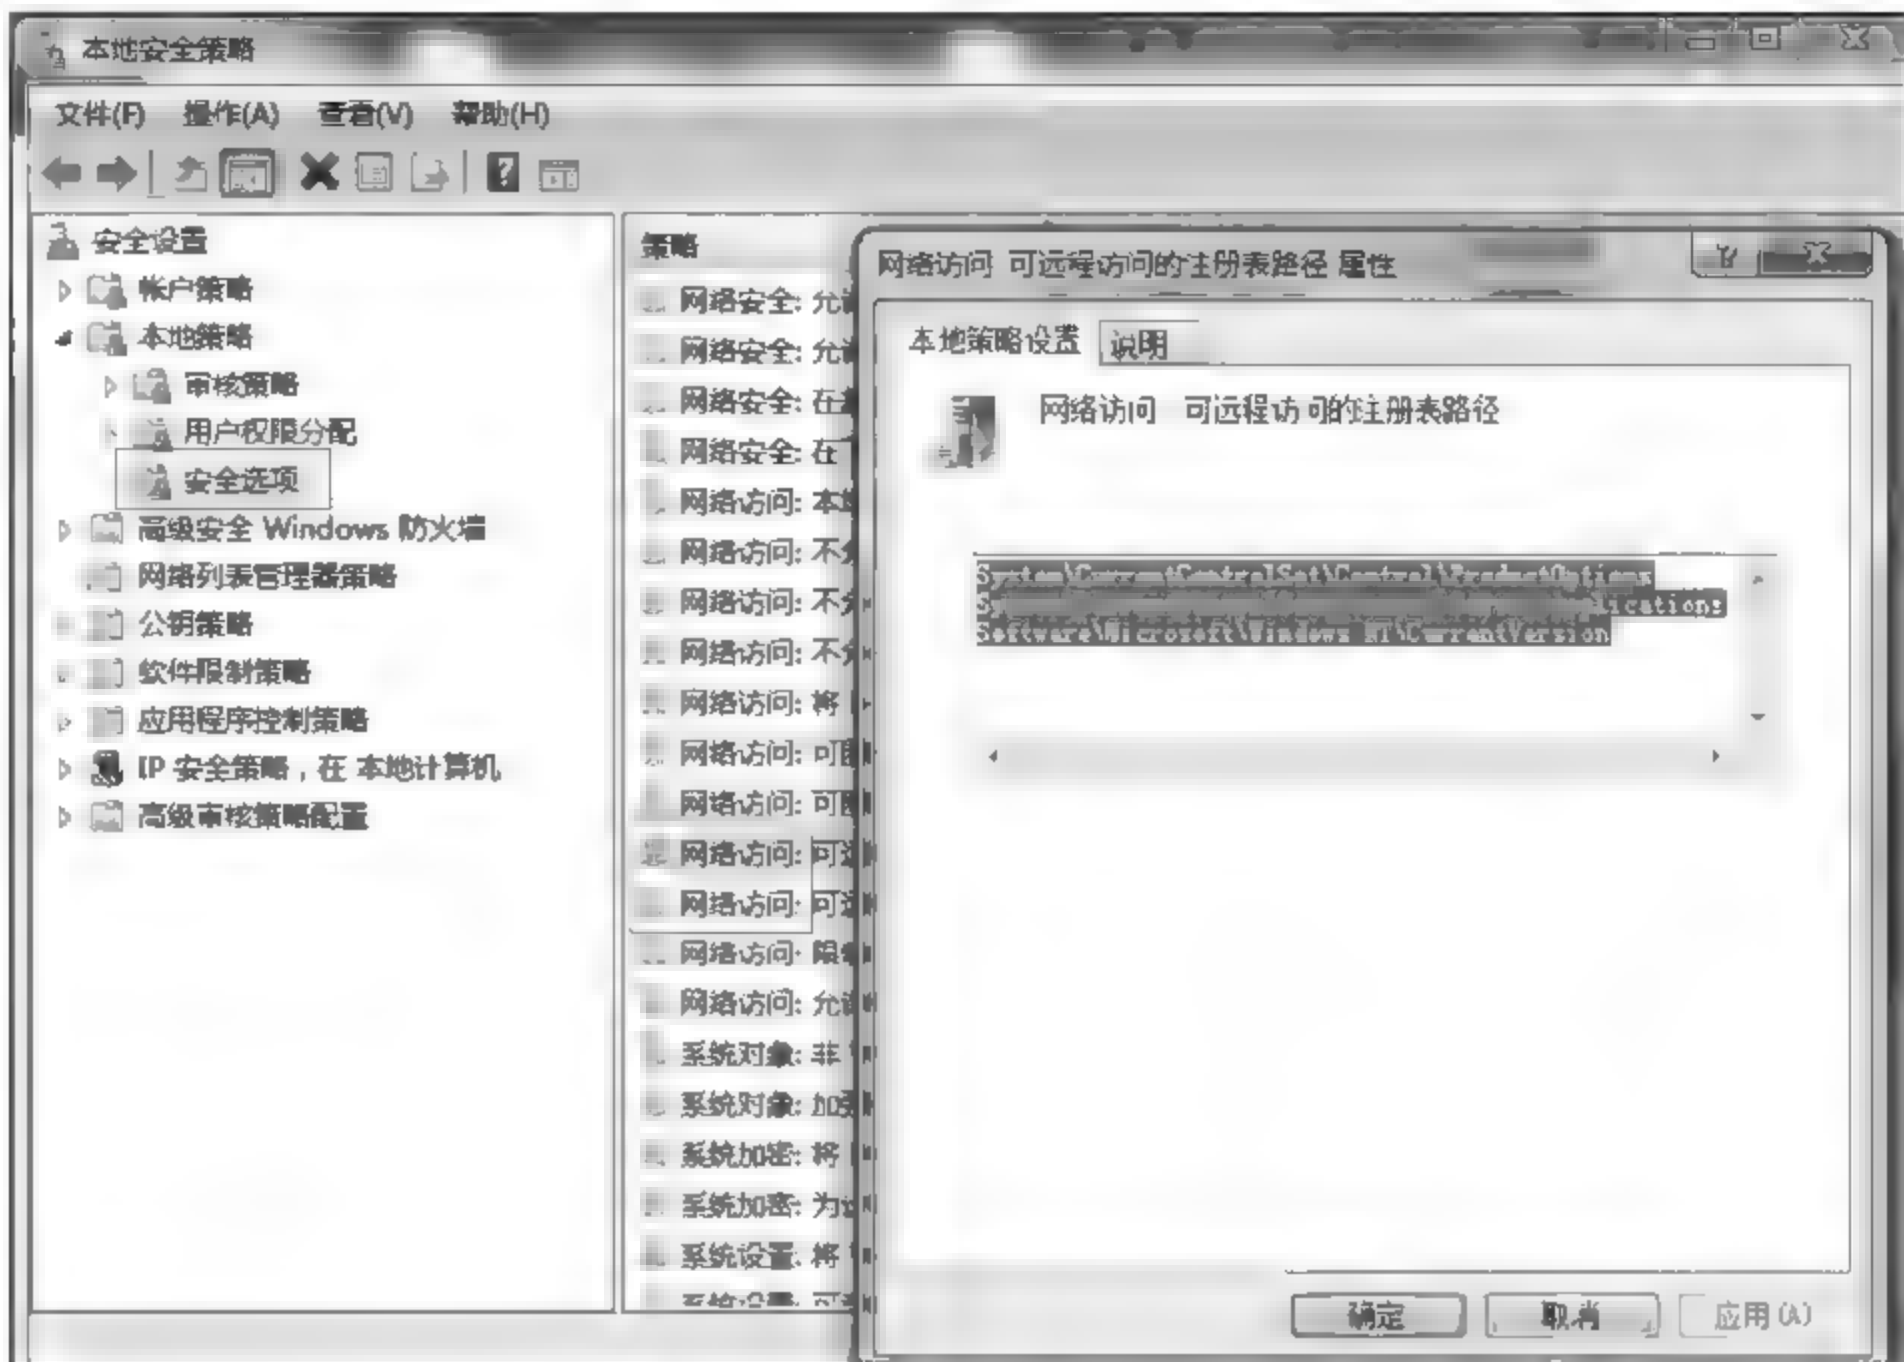 本地安全策略
文件(F) 操作(A) 查看(V) 帮助(H)
安全设置
帐户策略
本地策略
审核策略
用户权限分配
安全选项
高级安全 Windows 防火墙
网络列表管理器策略
公钥策略
软件限制策略
应用程序控制策略
IP 安全策略，在 本地计算机
高级审核策略配置
策略
网络安全: 允
网络安全: 允
网络安全: 在
网络安全: 在
网络访问: 本地
网络访问: 不
网络访问: 不
网络访问: 不
网络访问: 将
网络访问: 可
网络访问: 可
网络访问: 可
网络访问: 可
网络访问: 限
网络访问: 允
系统对象: 非
系统对象: 加
系统加密: 将
系统加密: 为
系统设置: 将
系统设置: 可
网络访问 可远程访问的注册表路径 属性
本地策略设置 说明
网络访问 可远程访问的注册表路径
System\CurrentControlSet\Control\ProductOptions
lications
Software\Microsoft\Windows NT\CurrentVersion
确定 取消 应用(A)